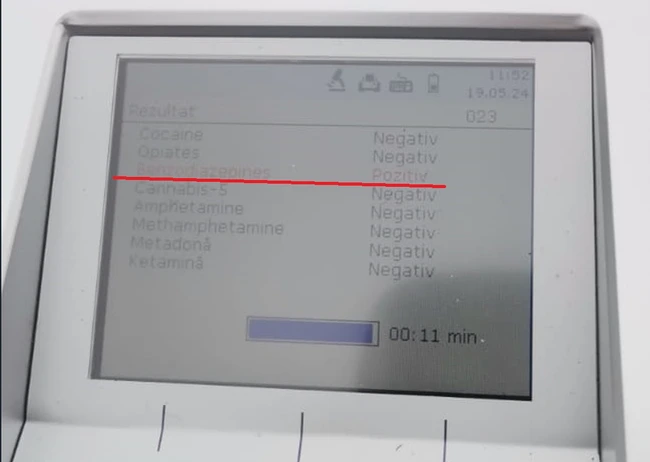 11:52
19.05.24
Rezultat 023
Cocaine Negativ
Opiates Negativ
Benzodiazepines Pozitiv
Cannabis-5 Negativ
Amphetamine Negativ
Methamphetamine Negativ
Metadonă Negativ
Ketamină Negativ
00:11 min.